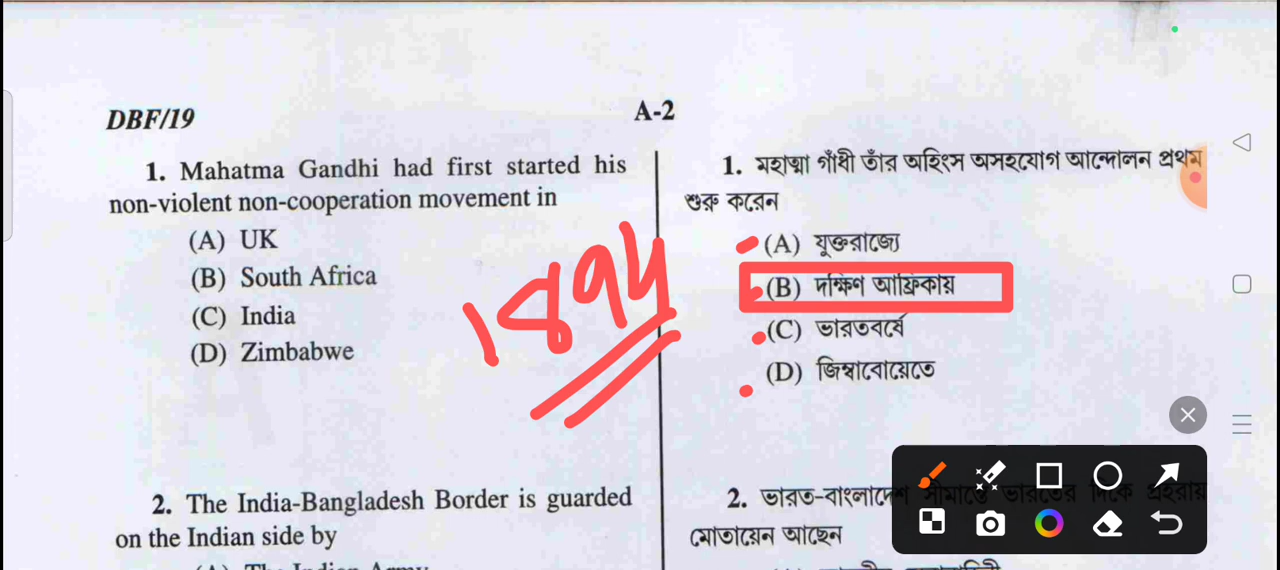 DBF/19
A-2
1. Mahatma Gandhi had first started his
non-violent non-cooperation movement in
(A) UK
(B) South Africa
(C) India
(D) Zimbabwe
1. মহাত্মা গাঁধী তাঁর অহিংস অসহযোগ আন্দোলন প্রথম
শুরু করেন
(A) যুক্তরাজ্যে
(B) দক্ষিণ আফ্রিকায়
(C) ভারতবর্ষে
(D) জিম্বাবোয়েতে
2. The India-Bangladesh Border is guarded
on the Indian side by
2. ভারত-বাংলাদেশ সীমান্তে ভারতের দিকে প্রহরায়
মোতায়েন আছেন